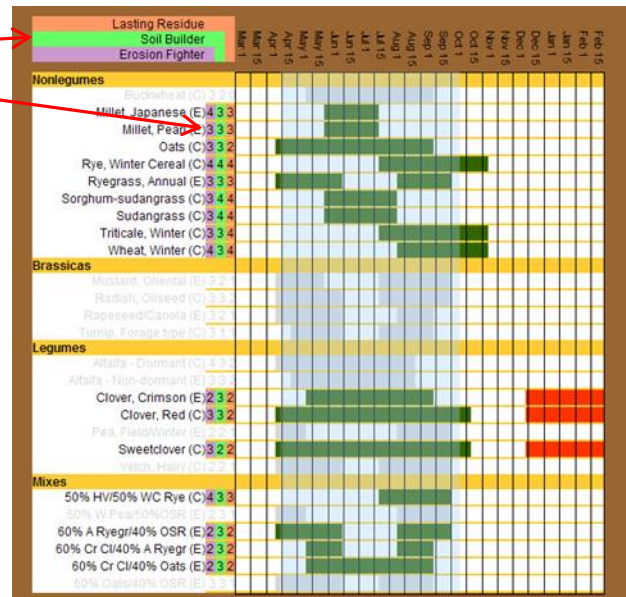 Lasting Residue
Soil Builder
Erosion Fighter
Mar 1
Mar 15
Apr 1
Apr 15
May 1
May 15
Jun 1
Jun 15
Jul 1
Jul 15
Aug 1
Aug 15
Sep 1
Sep 15
Oct 1
Oct 15
Nov 1
Nov 15
Dec 1
Dec 15
Jan 1
Jan 15
Feb 1
Feb 15
Nonlegumes
Buckwheat (C) 3 2 0
Millet, Japanese (E) 4 3 3
Millet, Pearl (E) 3 3 3
Oats (C) 3 3 2
Rye, Winter Cereal (C) 4 4 4
Ryegrass, Annual (E) 3 3 3
Sorghum-sudangrass (C) 3 4 4
Sudangrass (C) 3 4 4
Triticale, Winter (C) 4 3 4
Wheat, Winter (C) 4 3 4
Brassicas
Mustard, Oriental (E) 3 2
Radish, Oilseed (C) 3 3
Rapeseed/Canola (E) 3 2
Turnip, Forage type (C) 3 1
Legumes
Alfalfa - Dormant (C) 4 3 2
Alfalfa - Non-dormant (E) 3 3 2
Clover, Crimson (E) 2 3 2
Clover, Red (C) 3 3 2
Pea, Field/Winter (E) 2 2
Sweetclover (C) 3 2 2
Vetch, Hairy (C) 2 2
Mixes
50% HV/50% WC Rye (C) 4 3 3
50% W.Pea/50%OSR (E) 2 3
60% A Ryegr/40% OSR (E) 2 3 2
60% Cr Cl/40% A Ryegr (E) 2 3 2
60% Cr Cl/40% Oats (E) 2 3 2
60% Oats/40% OSR (E) 3 3